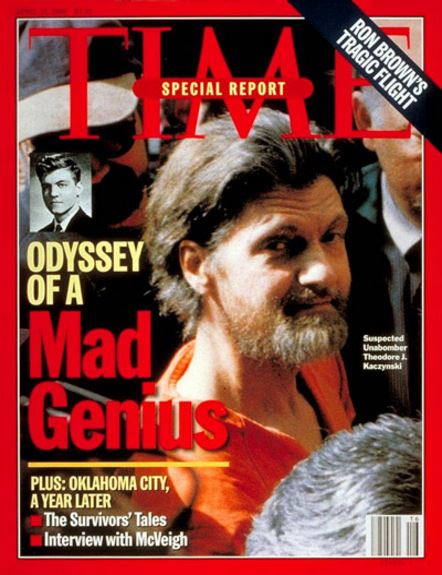 TIME
SPECIAL REPORT
RON BROWN'S
TRAGIC FLIGHT
ODYSSEY
OF A
Mad
Genius
Suspected
Unabomber
Theodore J.
Kaczynski
PLUS: OKLAHOMA CITY,
A YEAR LATER
The Survivors' Tales
Interview with McVeigh
16